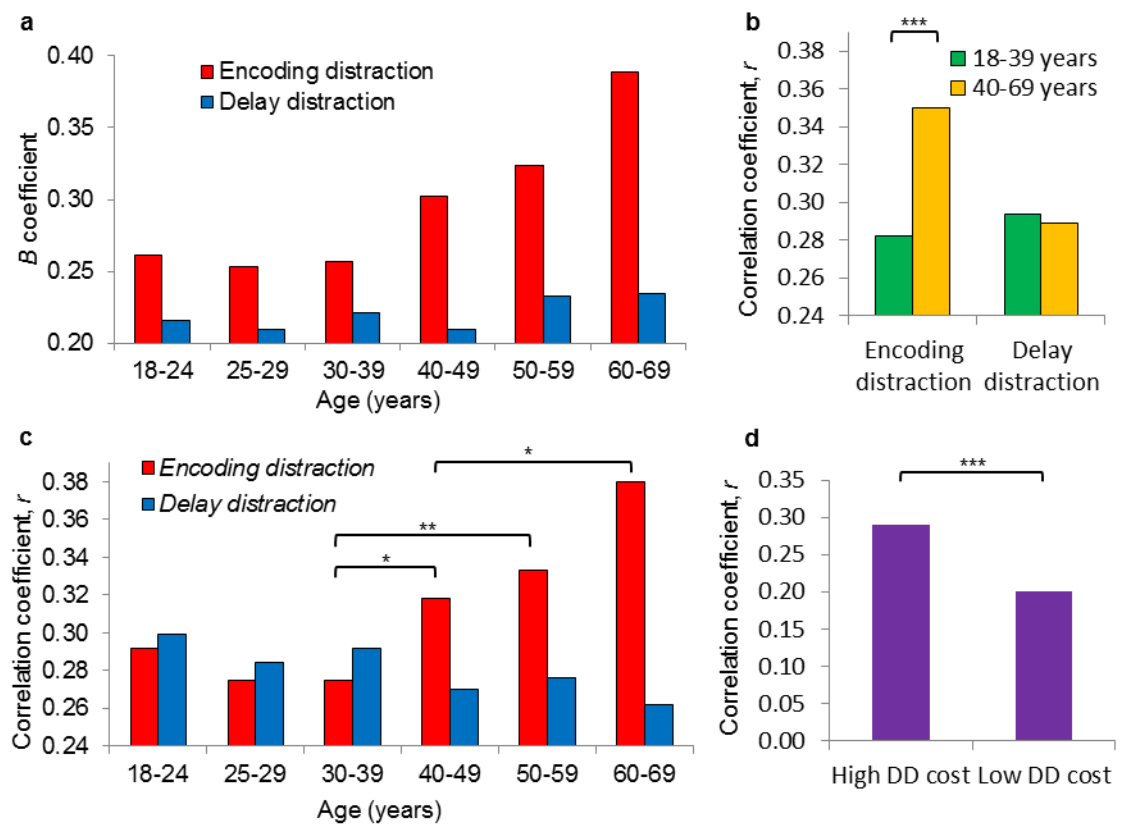 a
0.40
0.35
0.30
0.25
0.20
B coefficient
Encoding distraction
Delay distraction
18-24 25-29 30-39 40-49 50-59 60-69
Age (years)
b
0.38
0.36
0.34
0.32
0.30
0.28
0.26
0.24
Correlation coefficient, r
***
18-39 years
40-69 years
Encoding distraction
Delay distraction
c
0.38
0.36
0.34
0.32
0.30
0.28
0.26
0.24
Correlation coefficient, r
Encoding distraction
Delay distraction
*
**
*
18-24 25-29 30-39 40-49 50-59 60-69
Age (years)
d
0.35
0.30
0.25
0.20
0.15
0.10
0.05
0.00
Correlation coefficient, r
***
High DD cost Low DD cost